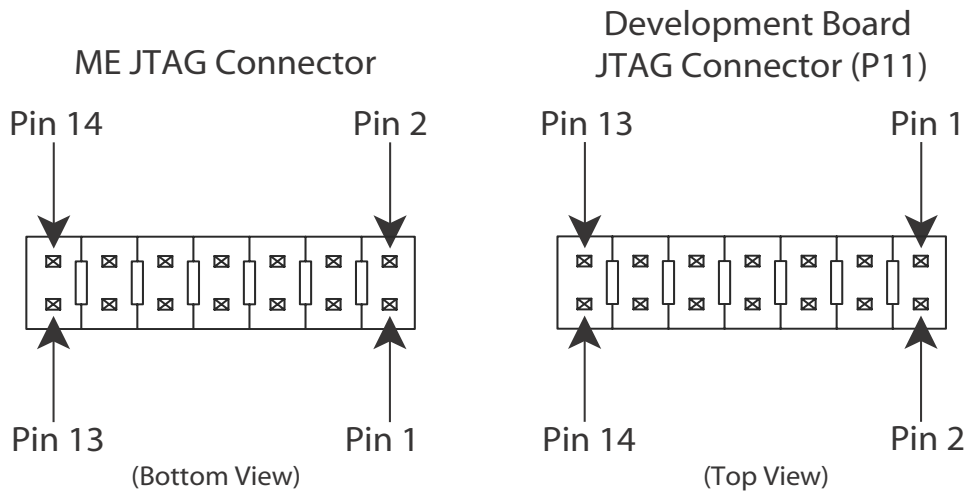 ME JTAG Connector
Pin 14
Pin 2
Pin 13
Pin 1
(Bottom View)
Development Board
JTAG Connector (P11)
Pin 13
Pin 1
Pin 14
Pin 2
(Top View)